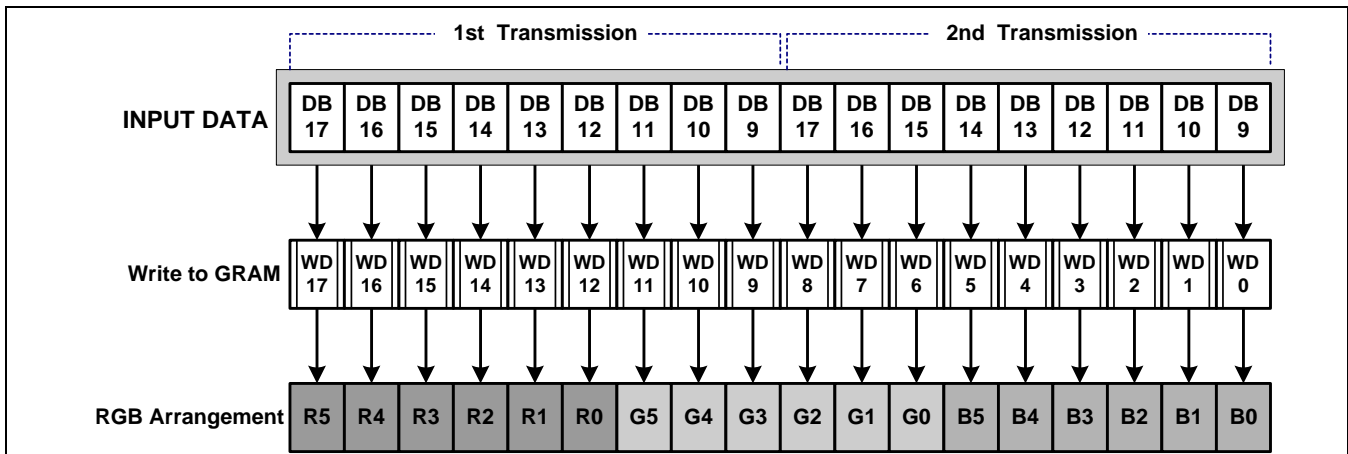 1st Transmission 2nd Transmission
INPUT DATA DB 17 DB 16 DB 15 DB 14 DB 13 DB 12 DB 11 DB 10 DB 9 DB 17 DB 16 DB 15 DB 14 DB 13 DB 12 DB 11 DB 10 DB 9
Write to GRAM WD 17 WD 16 WD 15 WD 14 WD 13 WD 12 WD 11 WD 10 WD 9 WD 8 WD 7 WD 6 WD 5 WD 4 WD 3 WD 2 WD 1 WD 0
RGB Arrangement R5 R4 R3 R2 R1 R0 G5 G4 G3 G2 G1 G0 B5 B4 B3 B2 B1 B0